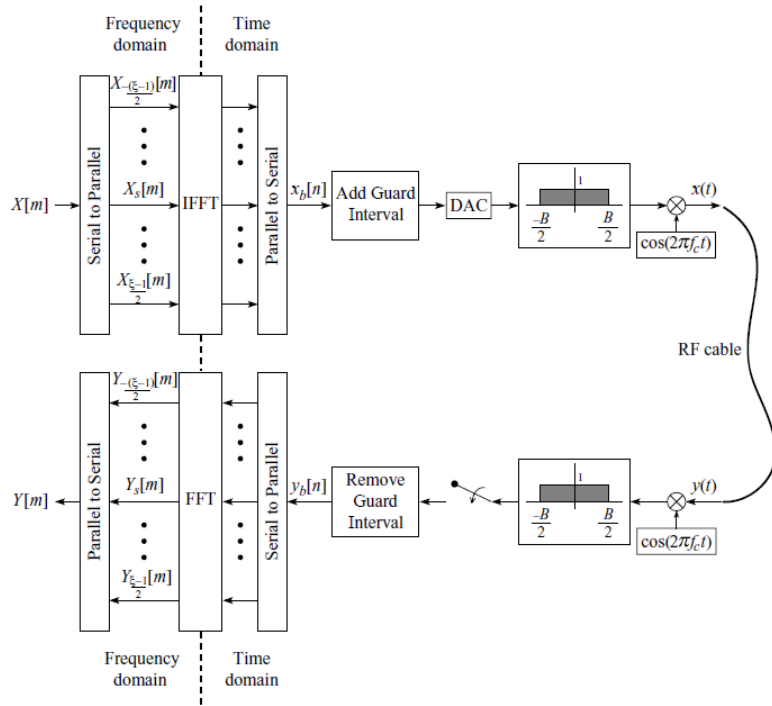 Frequency domain
Time domain
X_{-(ξ-1)/2}[m]
X[m]
Serial to Parallel
X_s[m]
IFFT
Parallel to Serial
x_b[n]
Add Guard Interval
DAC
1
-B/2
B/2
x(t)
cos(2πf_ct)
X_{ξ-1/2}[m]
RF cable
Y_{-(ξ-1)/2}[m]
Y[m]
Parallel to Serial
Y_s[m]
FFT
Serial to Parallel
y_b[n]
Remove Guard Interval
1
-B/2
B/2
y(t)
cos(2πf_ct)
Y_{ξ-1/2}[m]
Frequency domain
Time domain